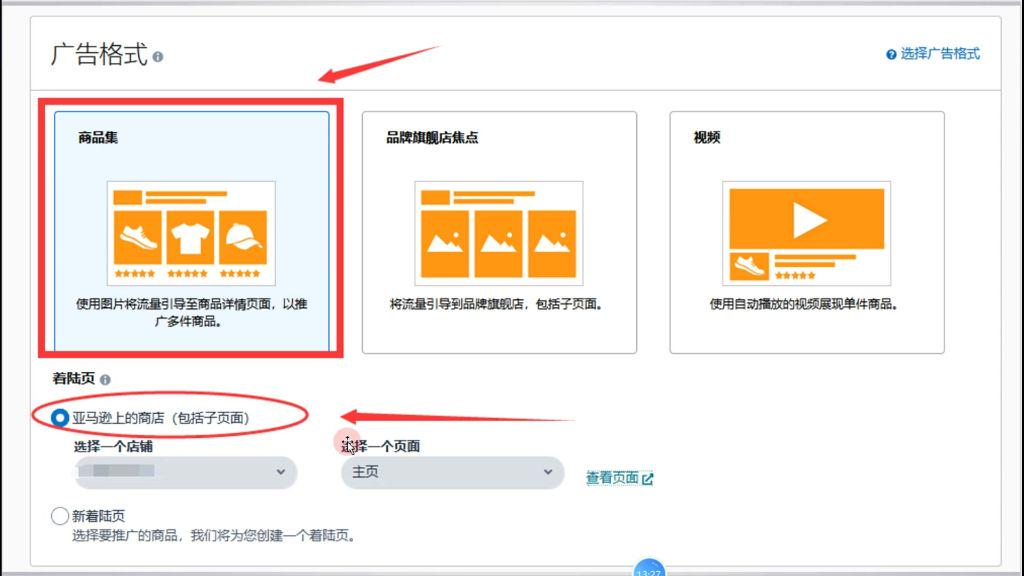 广告格式
选择广告格式
商品集
品牌旗舰店焦点
视频
使用图片将流量引导至商品详情页面，以推
广多件商品。
将流量引导到品牌旗舰店，包括子页面。
使用自动播放的视频展现单件商品。
着陆页
亚马逊上的商店（包括子页面）
选择一个店铺
选择一个页面
主页
查看页面
新着陆页
选择要推广的商品，我们将为您创建一个着陆页。
13:27